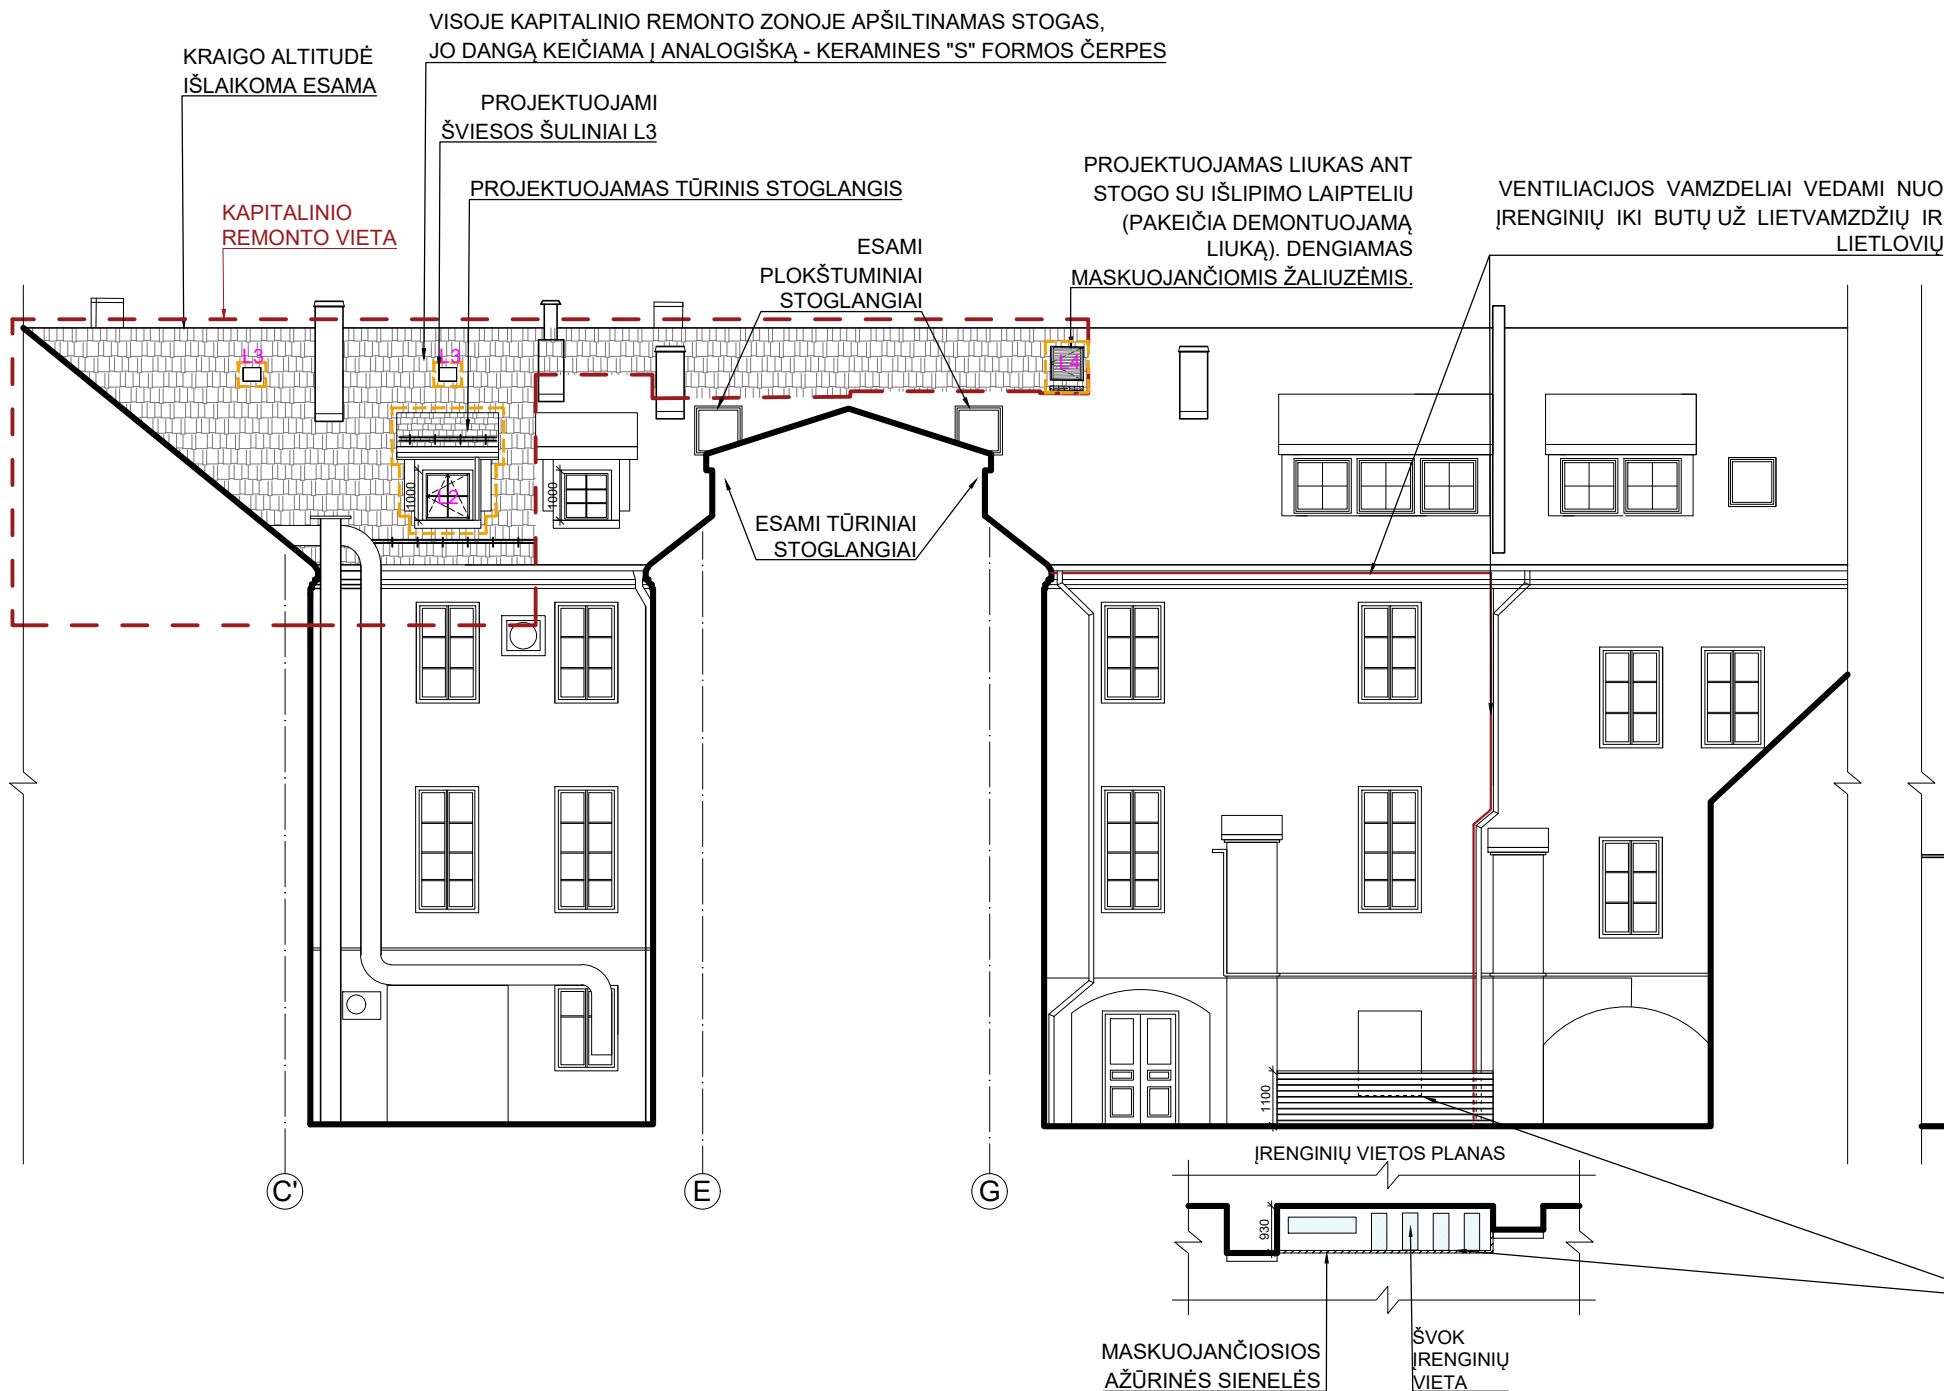 VISOJE KAPITALINIO REMONTO ZONOJE APŠILTINAMAS STOGAS,
JO DANGĄ KEIČIAMA Į ANALOGIŠKĄ - KERAMINES "S" FORMOS ČERPES
KRAIGO ALTITUDĖ
IŠLAIKOMA ESAMA
PROJEKTUOJAMI
ŠVIESOS ŠULINIAI L3
PROJEKTUOJAMAS TŪRINIS STOGLANGIS
KAPITALINIO
REMONTO VIETA
ESAMI
PLOKŠTUMINIAI
STOGLANGIAI
PROJEKTUOJAMAS LIUKAS ANT
STOGO SU IŠLIPIMO LAIPTELIU
(PAKEIČIA DEMONTUOJAMĄ
LIUKĄ). DENGIAMAS
MASKUOJANČIOMIS ŽALIUZĖMIS.
VENTILIACIJOS VAMZDELIAI VEDAMI NUO
ĮRENGINIŲ IKI BUTŲ UŽ LIETVAMZDŽIŲ IR
LIETLOVIŲ
L3
L3
L4
L2
1000
1000
ESAMI TŪRINIAI
STOGLANGIAI
1100
C'
E
G
ĮRENGINIŲ VIETOS PLANAS
930
MASKUOJANČIOSIOS
AŽŪRINĖS SIENELĖS
ŠVOK
ĮRENGINIŲ
VIETA